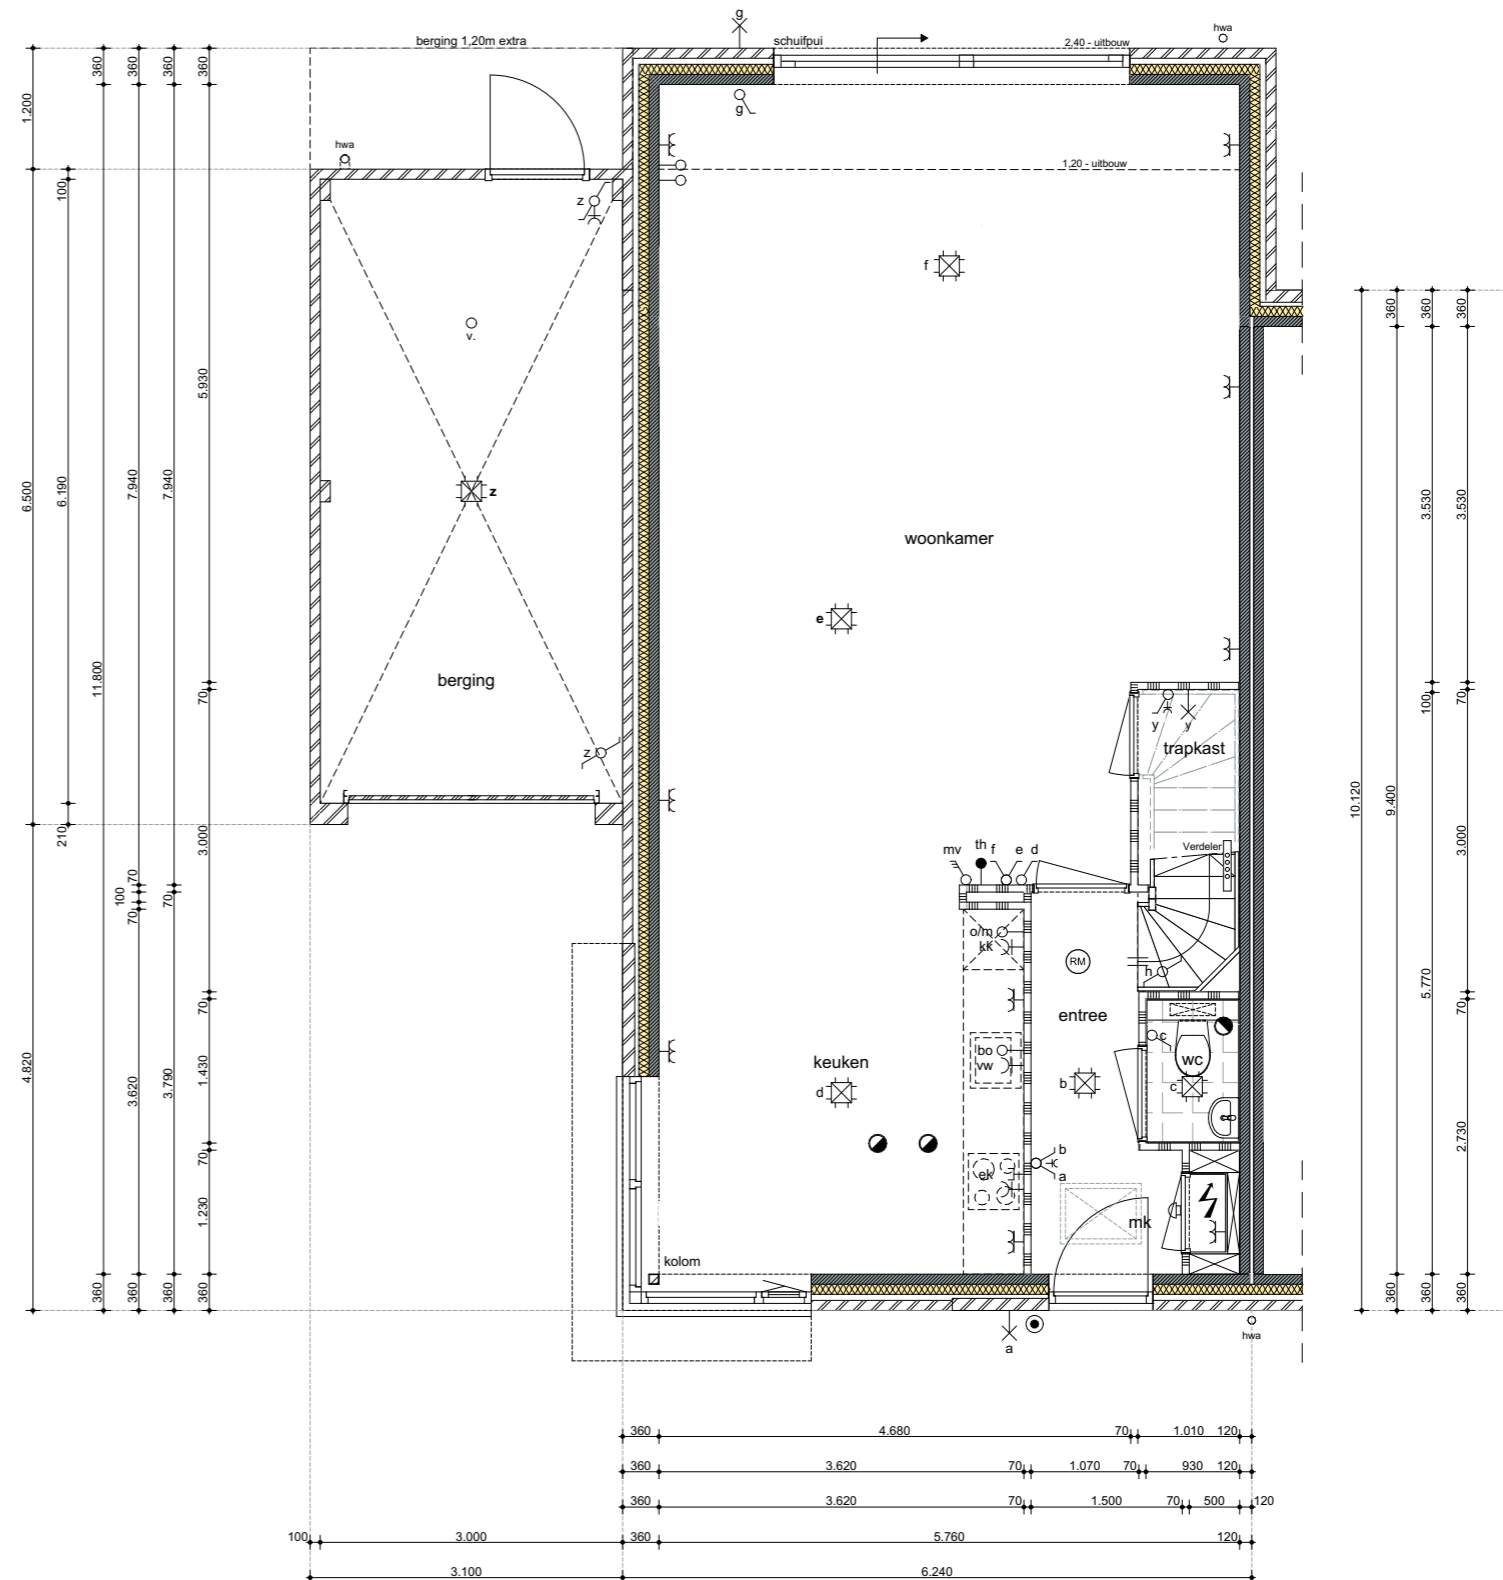 g
hwa
berging 1,20m extra
schuifpui
2,40 - uitbouw
360 360 360 360
1.200
g
hwa
1,20 - uitbouw
100
z
f
360 360 360 360
v.
5.930
6.500
6.190
7.940
7.940
z
3.530
3.530
woonkamer
e
11.800
berging
70
y y
100
70
trapkast
z
10.120
9.400
210
3.000
3.000
mv th f e d
Verdeler
70
100
70
70
o/m
kk
RM
h
5.770
70
entree
70
4.820
3.620
3.790
1.430
keuken
bo
vw
c
wc
d
b
c
70
b
a
2.730
ek
1.230
mk
kolom
360 360 360 360
360 360 360 360
a
hwa
360 4.680 70 1.010 120
360 3.620 70 1.070 70 930 120
360 3.620 70 1.500 70 500 120
100 3.000 360 5.760 120
3.100 6.240